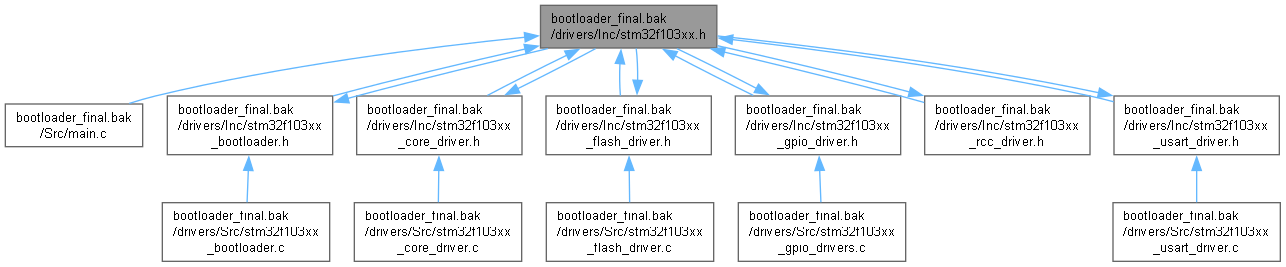 bootloader_final.bak
/drivers/Inc/stm32f103xx.h
bootloader_final.bak
/Src/main.c
bootloader_final.bak
/drivers/Inc/stm32f103xx
_bootloader.h
bootloader_final.bak
/drivers/Inc/stm32f103xx
_core_driver.h
bootloader_final.bak
/drivers/Inc/stm32f103xx
_flash_driver.h
bootloader_final.bak
/drivers/Inc/stm32f103xx
_gpio_driver.h
bootloader_final.bak
/drivers/Inc/stm32f103xx
_rcc_driver.h
bootloader_final.bak
/drivers/Inc/stm32f103xx
_usart_driver.h
bootloader_final.bak
/drivers/Src/stm32f103xx
_bootloader.c
bootloader_final.bak
/drivers/Src/stm32f103xx
_core_driver.c
bootloader_final.bak
/drivers/Src/stm32f103xx
_flash_driver.c
bootloader_final.bak
/drivers/Src/stm32f103xx
_gpio_drivers.c
bootloader_final.bak
/drivers/Src/stm32f103xx
_usart_driver.c